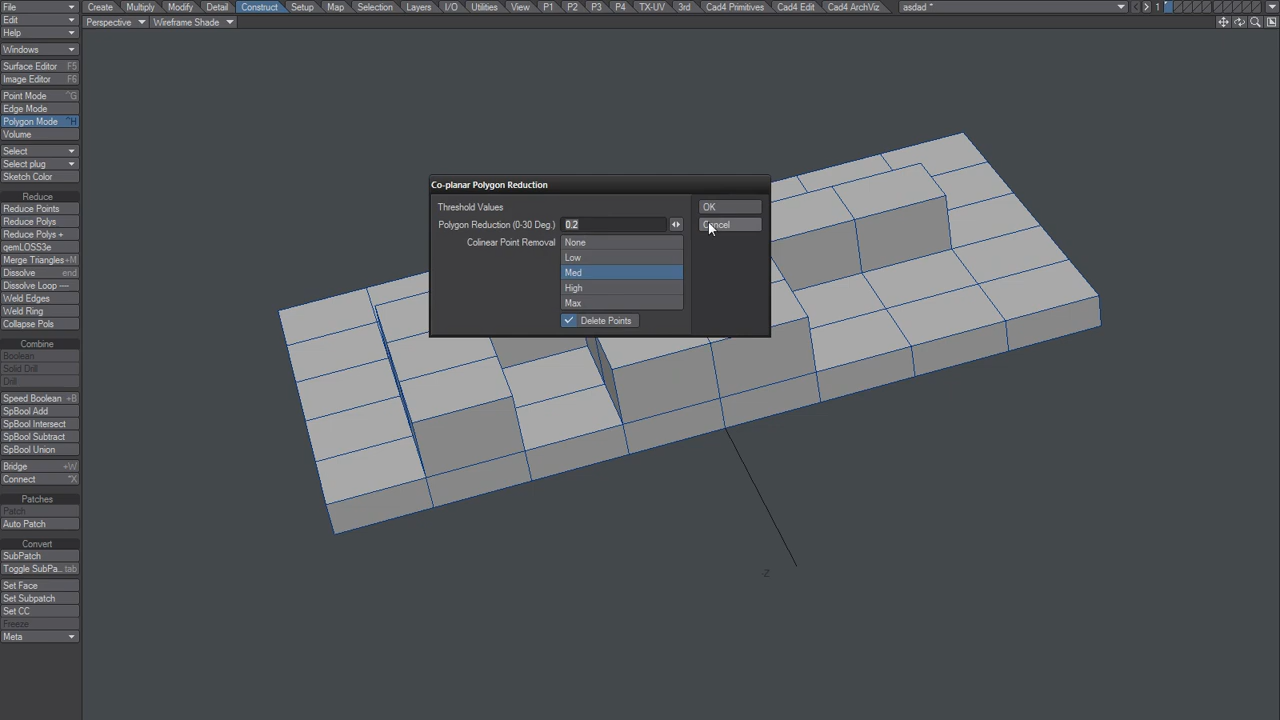 File Create Multiply Modify Detail Construct Setup Map Selection Layers I/O Utilities View P1 P2 P3 P4 TX-UV 3rd Cad4 Primitives Cad4 Edit Cad4 ArchViz asdad * 1
Edit Perspective Wireframe Shade
Help
Windows
Surface Editor F5
Image Editor F6
Point Mode ^G
Edge Mode
Polygon Mode ^H
Volume
Select
Select plug
Sketch Color
Reduce
Reduce Points
Reduce Polys
Reduce Polys +
qemLOSS3e
Merge Triangles +M
Dissolve end
Dissolve Loop ----
Weld Edges
Weld Ring
Collapse Pols
Combine
Boolean
Solid Drill
Drill
Speed Boolean +B
SpBool Add
SpBool Intersect
SpBool Subtract
SpBool Union
Bridge +W
Connect ^X
Patches
Patch
Auto Patch
Convert
SubPatch
Toggle SubPa.. tab
Set Face
Set Subpatch
Set CC
Freeze
Meta
Co-planar Polygon Reduction
Threshold Values OK
Polygon Reduction (0-30 Deg.) 0.2 Cancel
Colinear Point Removal None
Low
Med
High
Max
Delete Points
-Z